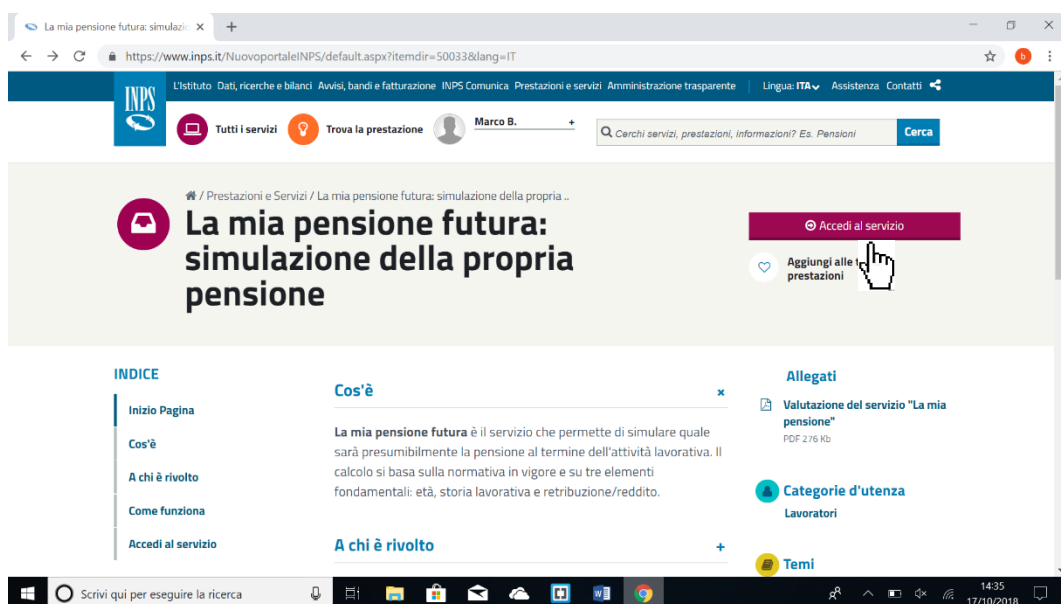 La mia pensione futura: simulazio
https://www.inps.it/NuovoportaleINPS/default.aspx?itemdir=50033&lang=IT
b
INPS
L'Istituto Dati, ricerche e bilanci Avvisi, bandi e fatturazione INPS Comunica Prestazioni e servizi Amministrazione trasparente Lingua: ITA Assistenza Contatti
Tutti i servizi Trova la prestazione Marco B. +
Cerchi servizi, prestazioni, informazioni? Es. Pensioni Cerca
/ Prestazioni e Servizi / La mia pensione futura: simulazione della propria ..
La mia pensione futura:
simulazione della propria
pensione
Accedi al servizio
Aggiungi alle
prestazioni
INDICE
Inizio Pagina
Cos'è
A chi è rivolto
Come funziona
Accedi al servizio
Cos'è
La mia pensione futura è il servizio che permette di simulare quale
sarà presumibilmente la pensione al termine dell'attività lavorativa. Il
calcolo si basa sulla normativa in vigore e su tre elementi
fondamentali: età, storia lavorativa e retribuzione/reddito.
A chi è rivolto +
Allegati
Valutazione del servizio "La mia
pensione"
PDF 276 Kb
Categorie d'utenza
Lavoratori
Temi
Scrivi qui per eseguire la ricerca
14:35
17/10/2018